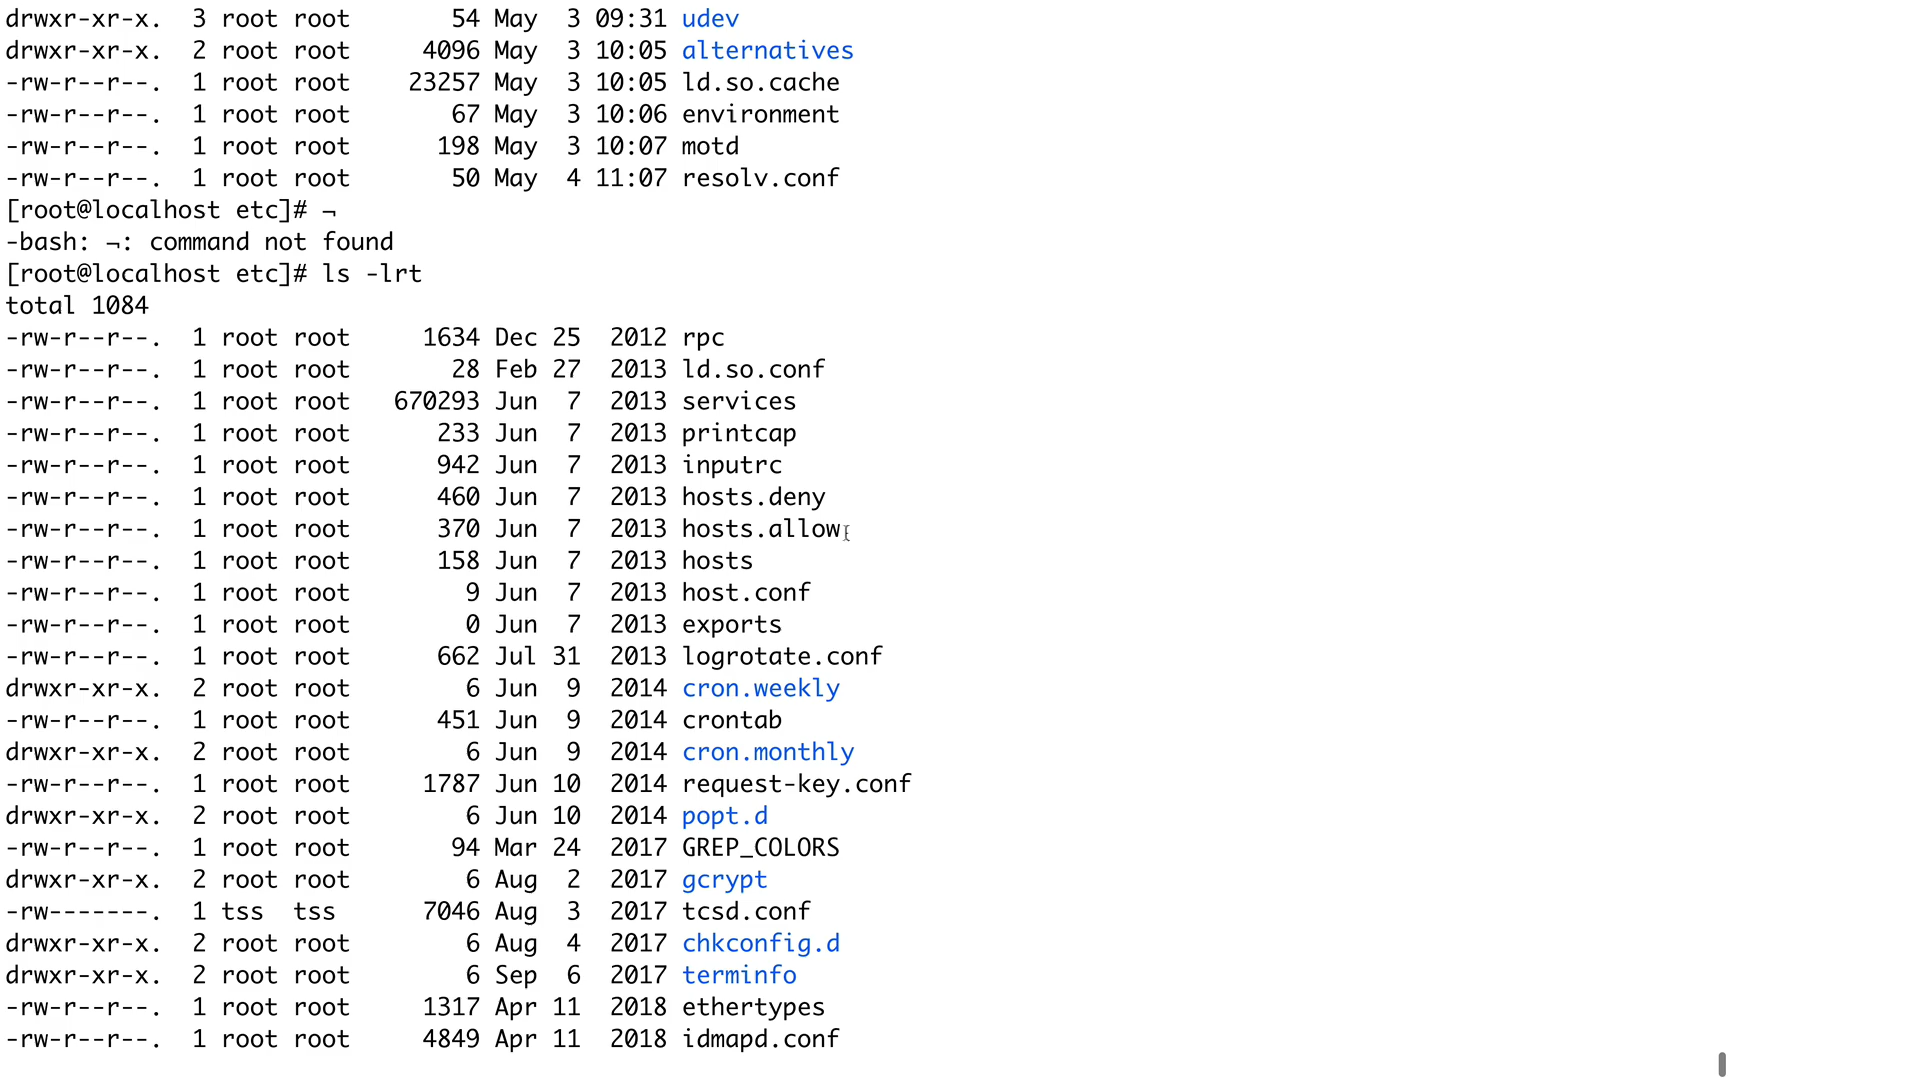 drwxr-xr-x.  3 root root       54 May  3 09:31 udev
drwxr-xr-x.  2 root root     4096 May  3 10:05 alternatives
-rw-r--r--.  1 root root    23257 May  3 10:05 ld.so.cache
-rw-r--r--.  1 root root       67 May  3 10:06 environment
-rw-r--r--.  1 root root      198 May  3 10:07 motd
-rw-r--r--.  1 root root       50 May  4 11:07 resolv.conf
[root@localhost etc]# ¬
-bash: ¬: command not found
[root@localhost etc]# ls -lrt
total 1084
-rw-r--r--.  1 root root     1634 Dec 25  2012 rpc
-rw-r--r--.  1 root root       28 Feb 27  2013 ld.so.conf
-rw-r--r--.  1 root root   670293 Jun  7  2013 services
-rw-r--r--.  1 root root      233 Jun  7  2013 printcap
-rw-r--r--.  1 root root      942 Jun  7  2013 inputrc
-rw-r--r--.  1 root root      460 Jun  7  2013 hosts.deny
-rw-r--r--.  1 root root      370 Jun  7  2013 hosts.allow
-rw-r--r--.  1 root root      158 Jun  7  2013 hosts
-rw-r--r--.  1 root root        9 Jun  7  2013 host.conf
-rw-r--r--.  1 root root        0 Jun  7  2013 exports
-rw-r--r--.  1 root root      662 Jul 31  2013 logrotate.conf
drwxr-xr-x.  2 root root        6 Jun  9  2014 cron.weekly
-rw-r--r--.  1 root root      451 Jun  9  2014 crontab
drwxr-xr-x.  2 root root        6 Jun  9  2014 cron.monthly
-rw-r--r--.  1 root root     1787 Jun 10  2014 request-key.conf
drwxr-xr-x.  2 root root        6 Jun 10  2014 popt.d
-rw-r--r--.  1 root root       94 Mar 24  2017 GREP_COLORS
drwxr-xr-x.  2 root root        6 Aug  2  2017 gcrypt
-rw-------.  1 tss  tss      7046 Aug  3  2017 tcsd.conf
drwxr-xr-x.  2 root root        6 Aug  4  2017 chkconfig.d
drwxr-xr-x.  2 root root        6 Sep  6  2017 terminfo
-rw-r--r--.  1 root root     1317 Apr 11  2018 ethertypes
-rw-r--r--.  1 root root     4849 Apr 11  2018 idmapd.conf